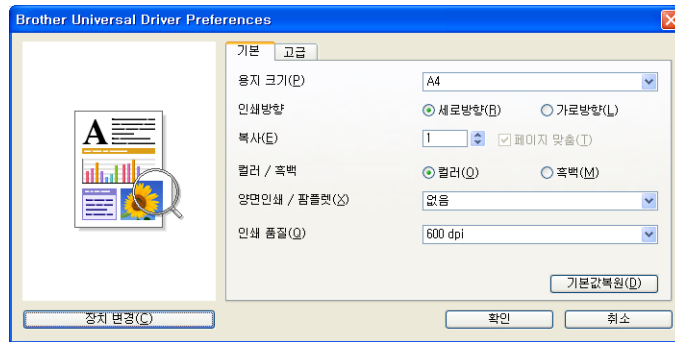 Brother Universal Driver Preferences
기본 고급
용지 크기(P) A4
인쇄방향 세로방향(R) 가로방향(L)
복사(E) 1 페이지 맞춤(T)
컬러 / 흑백 컬러(O) 흑백(M)
양면인쇄 / 팜플렛(X) 없음
인쇄 품질(Q) 600 dpi
기본값복원(D)
장치 변경(C) 확인 취소
A